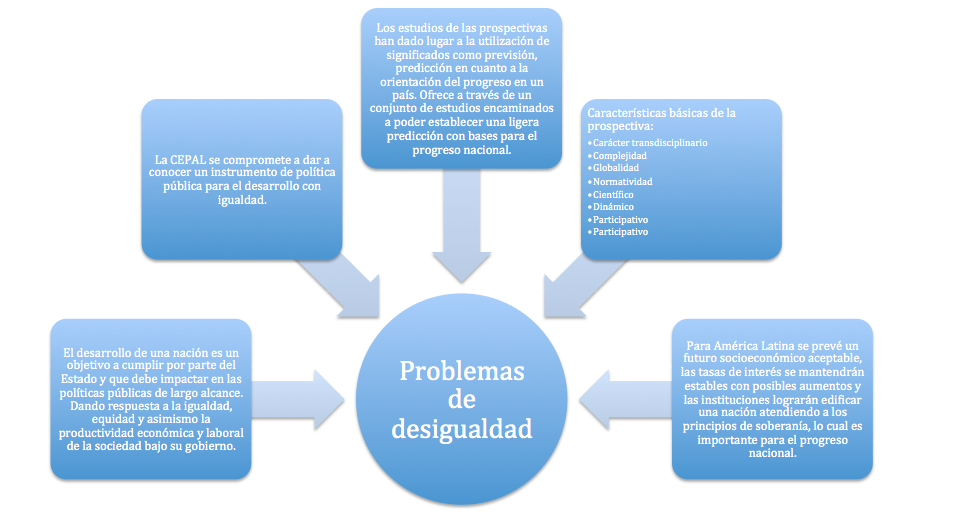 Los estudios de las prospectivas
han dado lugar a la utilización de
significados como previsión,
predicción en cuanto a la
orientación del progreso en un
país. Ofrece a través de un
conjunto de estudios encaminados
a poder establecer una ligera
predicción con bases para el
progreso nacional.
La CEPAL se compromete a dar a
conocer un instrumento de política
pública para el desarrollo con
igualdad.
Características básicas de la
prospectiva:
•Carácter transdisciplinario
•Complejidad
•Globalidad
•Normatividad
•Científico
•Dinámico
•Participativo
•Participativo
El desarrollo de una nación es un
objetivo a cumplir por parte del
Estado y que debe impactar en las
políticas públicas de largo alcance.
Dando respuesta a la igualdad,
equidad y asimismo la
productividad económica y laboral
de la sociedad bajo su gobierno.
Problemas
de
desigualdad
Para América Latina se prevé un
futuro socioeconómico aceptable,
las tasas de interés se mantendrán
estables con posibles aumentos y
las instituciones lograrán edificar
una nación atendiendo a los
principios de soberanía, lo cual es
importante para el progreso
nacional.